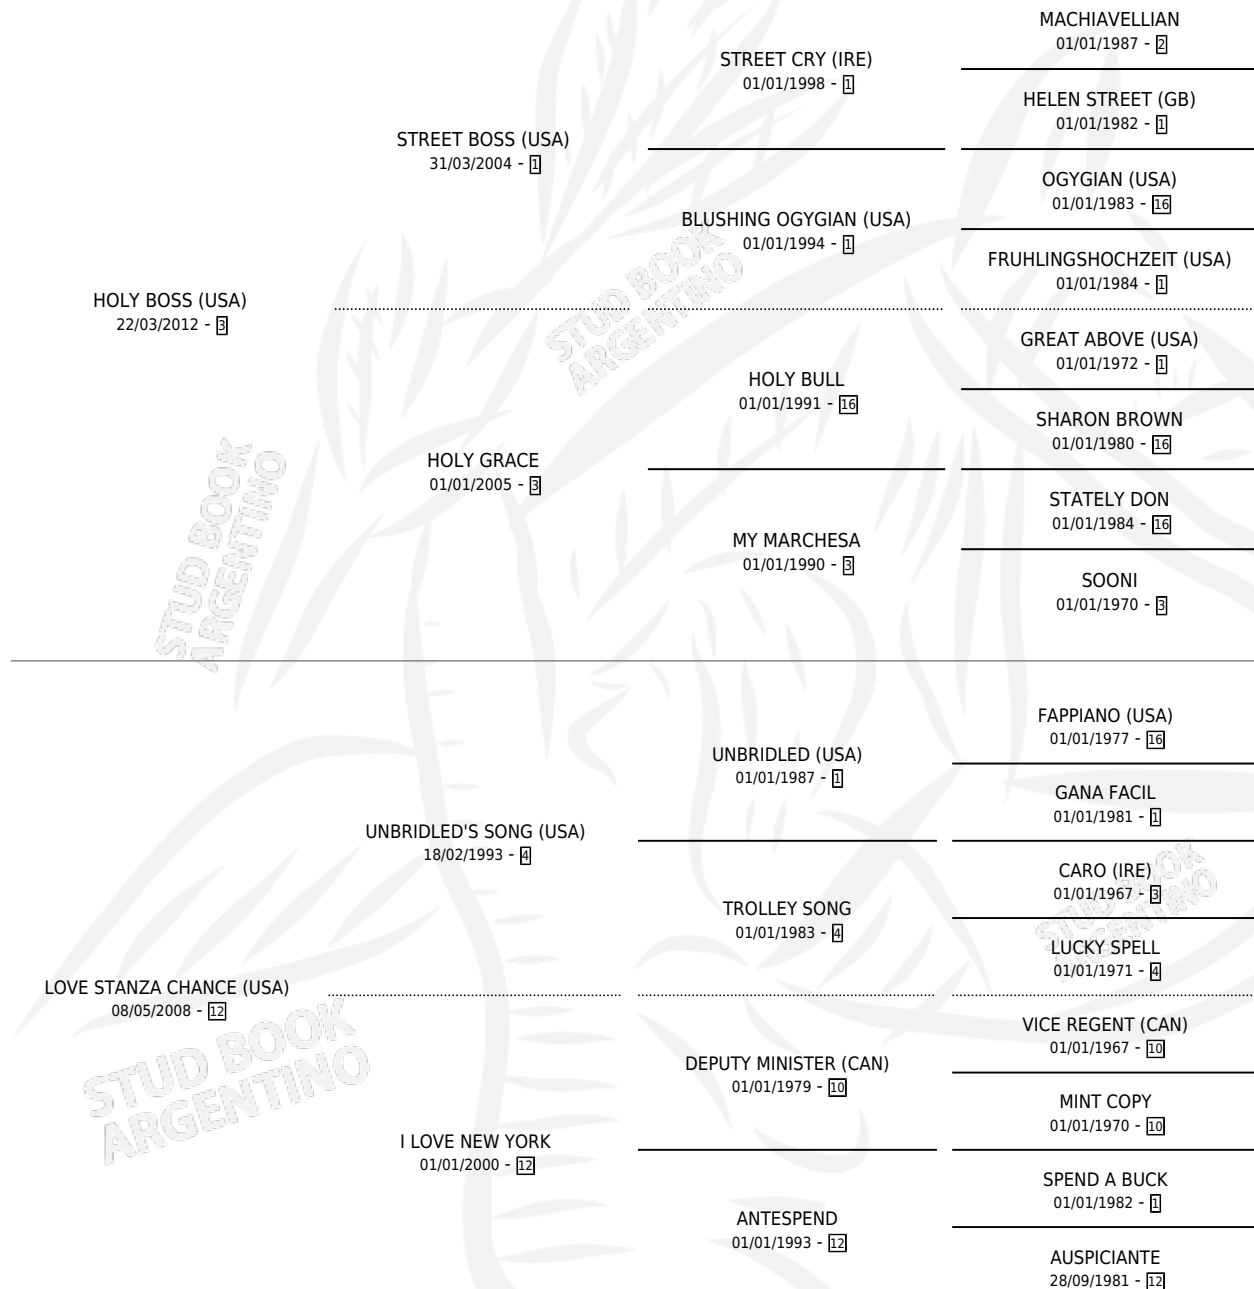 MACHIAVELLIAN
01/01/1987 - 2
STREET CRY (IRE)
01/01/1998 - 1
HELEN STREET (GB)
01/01/1982 - 1
STREET BOSS (USA)
31/03/2004 - 1
OGYGIAN (USA)
01/01/1983 - 16
BLUSHING OGYGIAN (USA)
01/01/1994 - 1
FRUHLINGSHOCHZEIT (USA)
01/01/1984 - 1
HOLY BOSS (USA)
22/03/2012 - 3
GREAT ABOVE (USA)
01/01/1972 - 1
HOLY BULL
01/01/1991 - 16
SHARON BROWN
01/01/1980 - 16
HOLY GRACE
01/01/2005 - 3
STATELY DON
01/01/1984 - 16
MY MARCHESA
01/01/1990 - 3
SOONI
01/01/1970 - 3
FAPPIANO (USA)
01/01/1977 - 16
UNBRIDLED (USA)
01/01/1987 - 1
GANA FACIL
01/01/1981 - 1
UNBRIDLED'S SONG (USA)
18/02/1993 - 4
CARO (IRE)
01/01/1967 - 3
TROLLEY SONG
01/01/1983 - 4
LUCKY SPELL
01/01/1971 - 4
LOVE STANZA CHANCE (USA)
08/05/2008 - 12
VICE REGENT (CAN)
01/01/1967 - 10
DEPUTY MINISTER (CAN)
01/01/1979 - 10
MINT COPY
01/01/1970 - 10
I LOVE NEW YORK
01/01/2000 - 12
SPEND A BUCK
01/01/1982 - 1
ANTESPEND
01/01/1993 - 12
AUSPICIANTE
28/09/1981 - 12
STUD BOOK
ARGENTINO
STUD BOOK
ARGENTINO
STUD BOOK
ARGENTINO
STUD BOOK
ARGENTINO